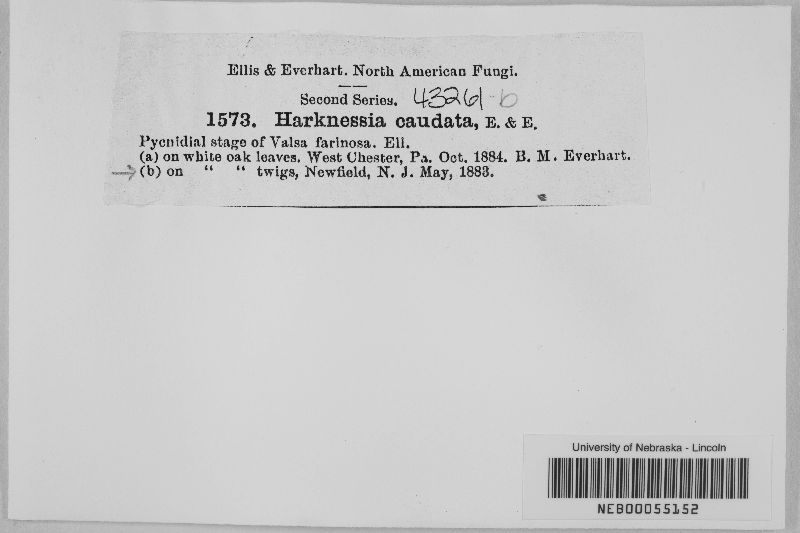 Ellis & Everhart. North American Fungi.
Second Series. 43261-b
1573. Harknessia caudata, E. & E.
Pycnidial stage of Valsa farinosa. Ell.
(a) on white oak leaves. West Chester, Pa. Oct. 1884. B. M. Everhart.
→ (b) on " " twigs, Newfield, N. J. May, 1883.
University of Nebraska - Lincoln
NEB00055152